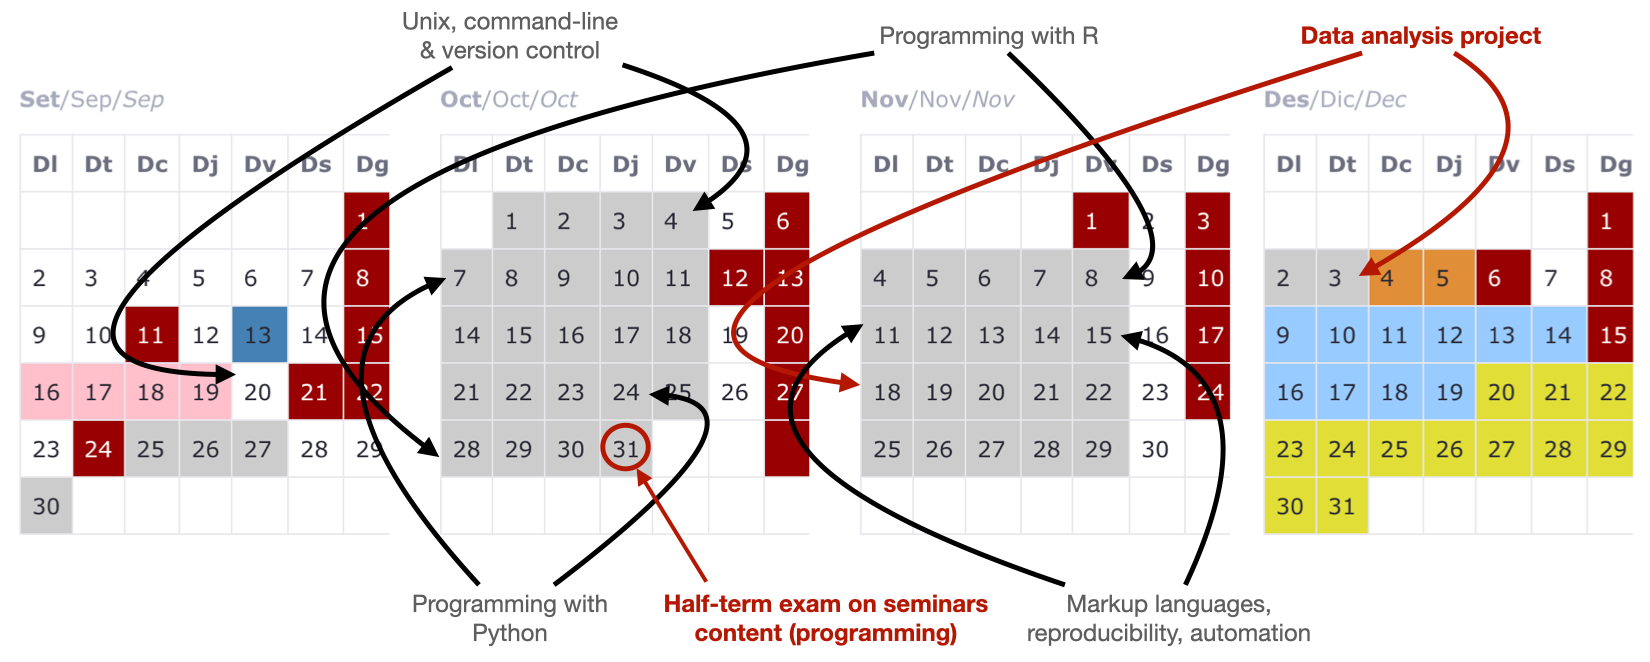 Unix, command-line
& version control
Programming with R
Data analysis project
Set/Sep/Sep
Oct/Oct/Oct
Nov/Nov/Nov
Des/Dic/Dec
Dl Dt Dc Dj Dv Ds Dg
Dl Dt Dc Dj Dv Ds Dg
Dl Dt Dc Dj Dv Ds Dg
Dl Dt Dc Dj Dv Ds Dg
1
1 2 3 4 5 6
1 2 3
1
2 3 4 5 6 7 8
7 8 9 10 11 12 13
4 5 6 7 8 9 10
2 3 4 5 6 7 8
9 10 11 12 13 14 15
14 15 16 17 18 19 20
11 12 13 14 15 16 17
9 10 11 12 13 14 15
16 17 18 19 20 21 22
21 22 23 24 25 26 27
18 19 20 21 22 23 24
16 17 18 19 20 21 22
23 24 25 26 27 28 29
28 29 30 31
25 26 27 28 29 30
23 24 25 26 27 28 29
30
30 31
Programming with
Python
Half-term exam on seminars
content (programming)
Markup languages,
reproducibility, automation